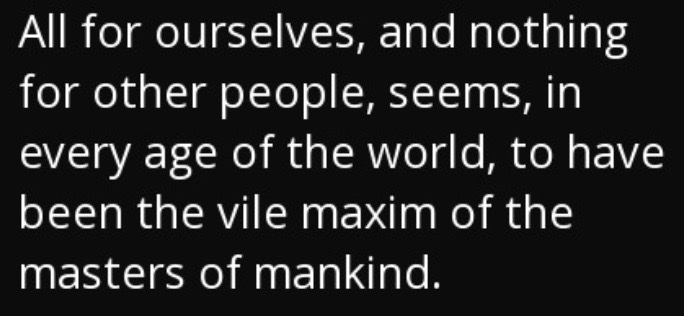 All for ourselves, and nothing
for other people, seems, in
every age of the world, to have
been the vile maxim of the
masters of mankind.